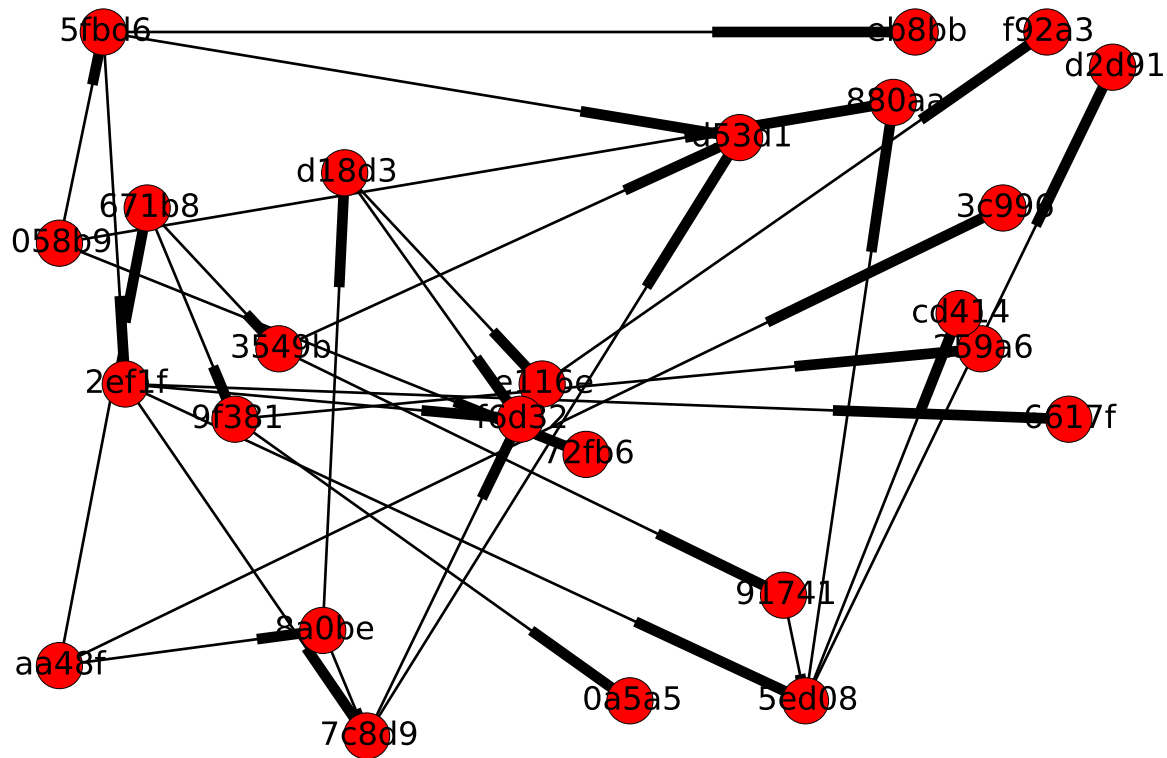 5fbd6
eb8bb
f92a3
d2d91
880aa
d53d1
d18d3
671b8
3c996
058b9
cd414
3549b
259a6
2ef1f
e116e
9f381
f6d32
6617f
72fb6
91741
8a0be
aa48f
0a5a5
5ed08
7c8d9